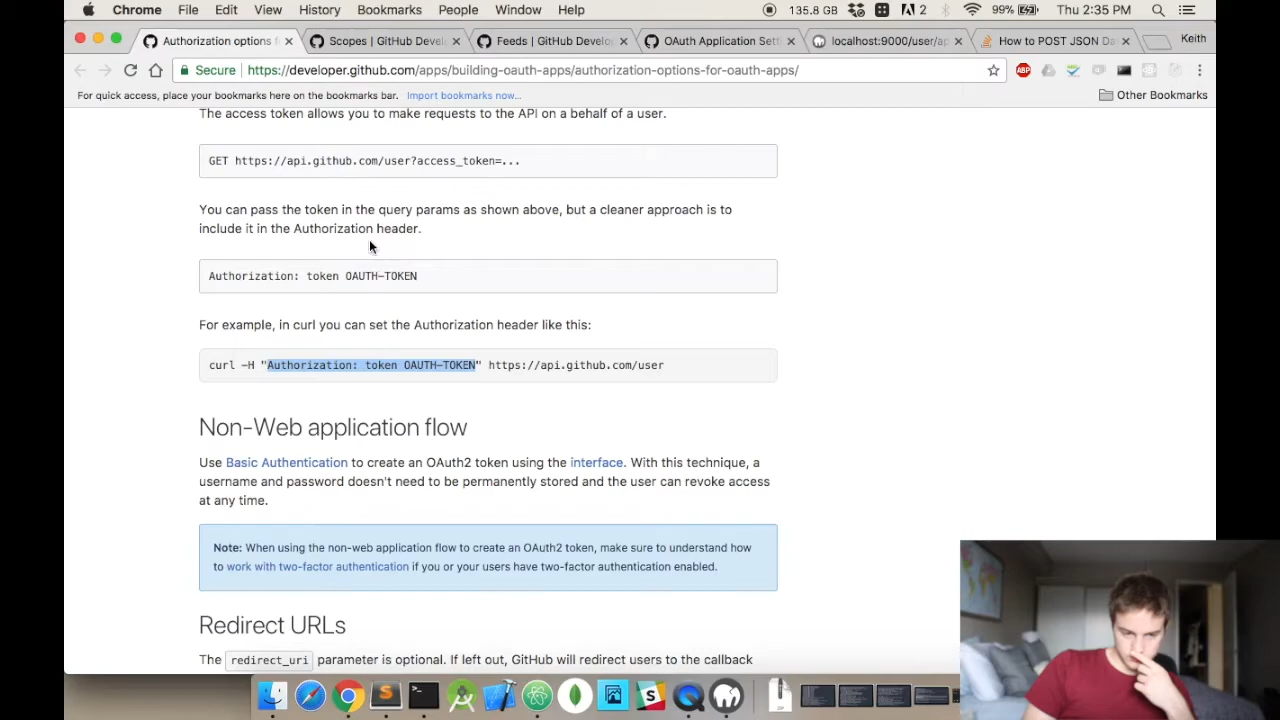 Chrome File Edit View History Bookmarks People Window Help 135.8 GB 2 99% Thu 2:35 PM
Authorization options f Scopes | GitHub Devel Feeds | GitHub Develo OAuth Application Sett localhost:9000/user/ap How to POST JSON Da Keith
Secure https://developer.github.com/apps/building-oauth-apps/authorization-options-for-oauth-apps/ ABP
For quick access, place your bookmarks here on the bookmarks bar. Import bookmarks now... Other Bookmarks
The access token allows you to make requests to the API on a behalf of a user.
GET https://api.github.com/user?access_token=...
You can pass the token in the query params as shown above, but a cleaner approach is to
include it in the Authorization header.
Authorization: token OAUTH-TOKEN
For example, in curl you can set the Authorization header like this:
curl -H "Authorization: token OAUTH-TOKEN" https://api.github.com/user
Non-Web application flow
Use Basic Authentication to create an OAuth2 token using the interface. With this technique, a
username and password doesn't need to be permanently stored and the user can revoke access
at any time.
Note: When using the non-web application flow to create an OAuth2 token, make sure to understand how
to work with two-factor authentication if you or your users have two-factor authentication enabled.
Redirect URLs
The redirect_uri parameter is optional. If left out, GitHub will redirect users to the callback